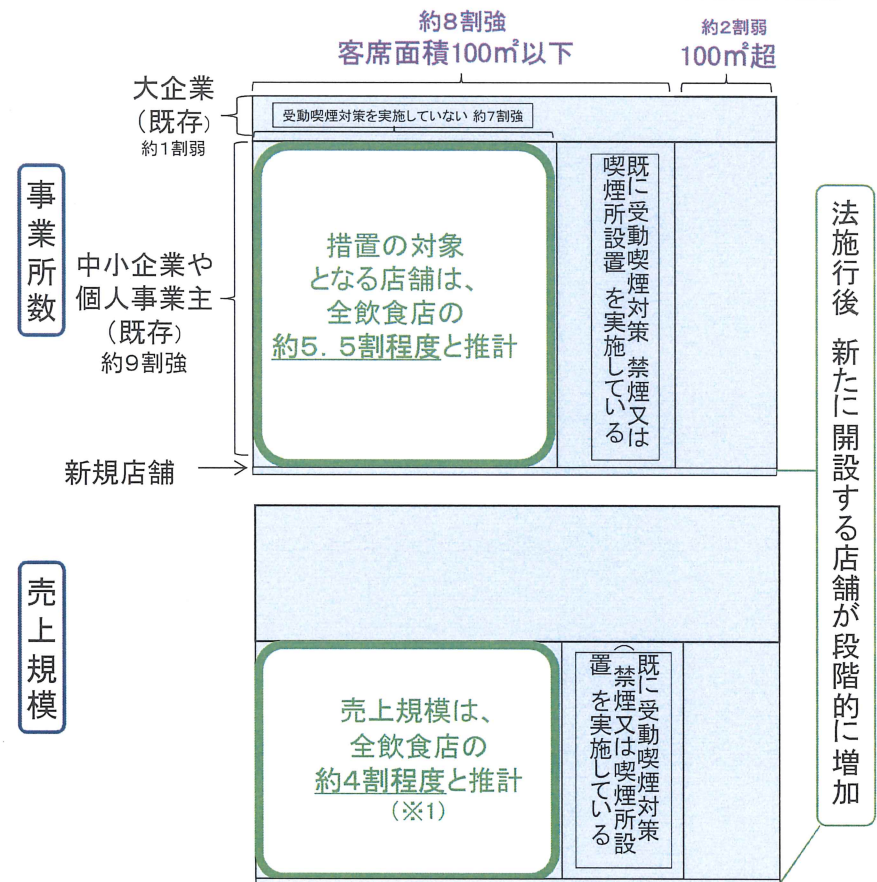 約8割強
客席面積100㎡以下
約2割弱
100㎡超
大企業
(既存)
約1割弱
受動喫煙対策を実施していない 約7割強
事業所数
中小企業や
個人事業主
(既存)
約9割強
措置の対象
となる店舗は、
全飲食店の
約5.5割程度と推計
既に受動喫煙対策 禁煙又は
喫煙所設置 を実施している
新規店舗
法施行後 新たに開設する店舗が段階的に増加
売上規模
売上規模は、
全飲食店の
約4割程度と推計
(※1)
既に受動喫煙対策
(禁煙又は喫煙所設
置 を実施している